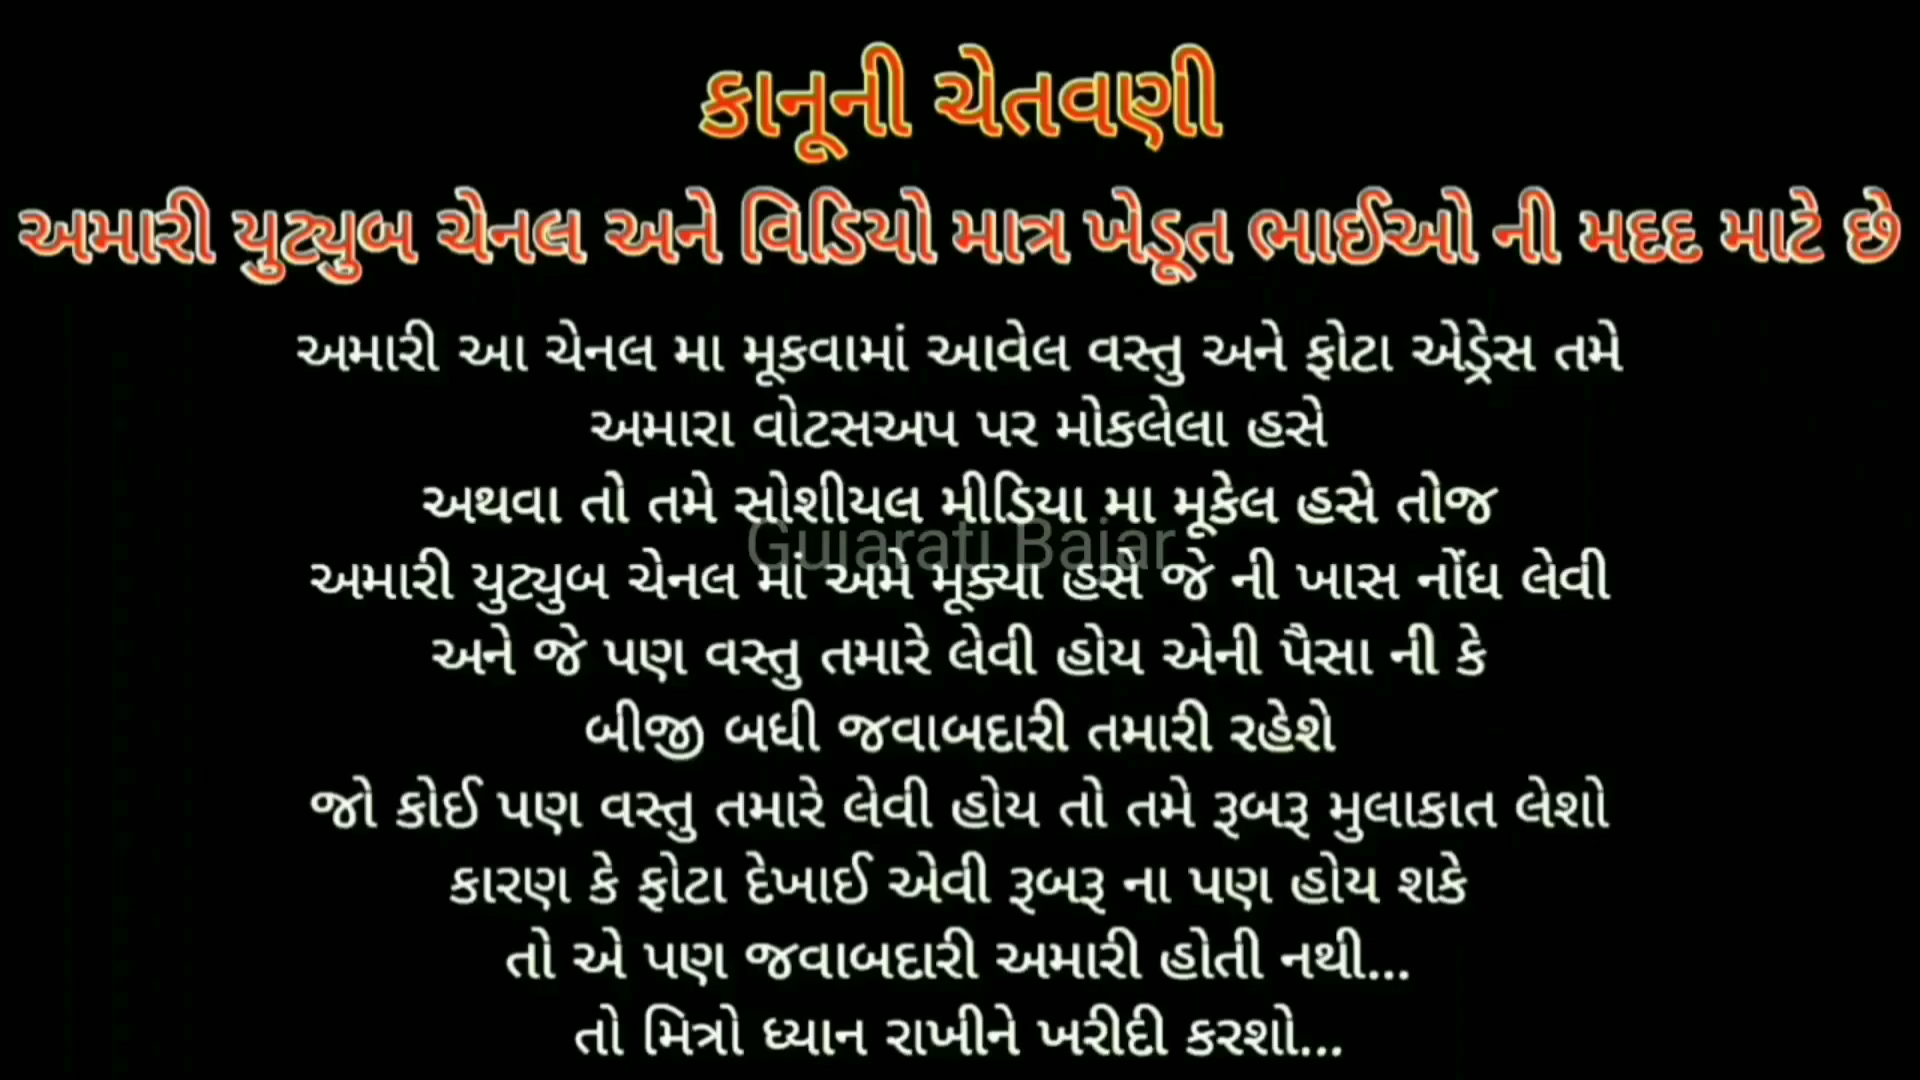 કાનૂની ચેતવણી
અમારી યુટ્યુબ ચેનલ અને વિડિયો માત્ર ખેડૂત ભાઈઓ ની મદદ માટે છે
અમારી આ ચેનલ મા મૂકવામાં આવેલ વસ્તુ અને ફોટા એડ્રેસ તમે
અમારા વોટસઅપ પર મોકલેલા હસે
અથવા તો તમે સોશીયલ મીડિયા મા મૂકેલ હસે તોજ
Gujarati Bajar
અમારી યુટ્યુબ ચેનલ માં અમે મૂક્યા હસે જે ની ખાસ નોંધ લેવી
અને જે પણ વસ્તુ તમારે લેવી હોય એની પૈસા ની કે
બીજી બધી જવાબદારી તમારી રહેશે
જો કોઈ પણ વસ્તુ તમારે લેવી હોય તો તમે રૂબરૂ મુલાકાત લેશો
કારણ કે ફોટા દેખાઈ એવી રૂબરૂ ના પણ હોય શકે
તો એ પણ જવાબદારી અમારી હોતી નથી...
તો મિત્રો ધ્યાન રાખીને ખરીદી કરશો...